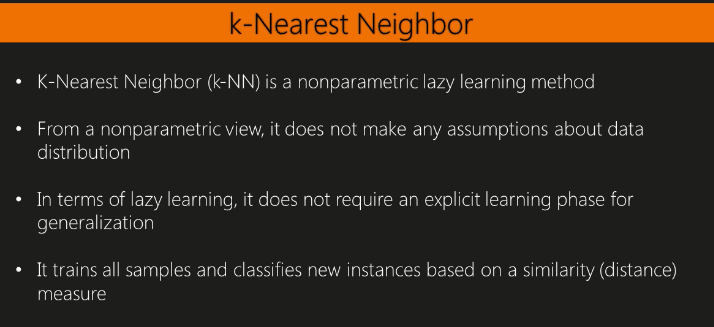 k-Nearest Neighbor
• K-Nearest Neighbor (k-NN) is a nonparametric lazy learning method
• From a nonparametric view, it does not make any assumptions about data
distribution
• In terms of lazy learning, it does not require an explicit learning phase for
generalization
• It trains all samples and classifies new instances based on a similarity (distance)
measure